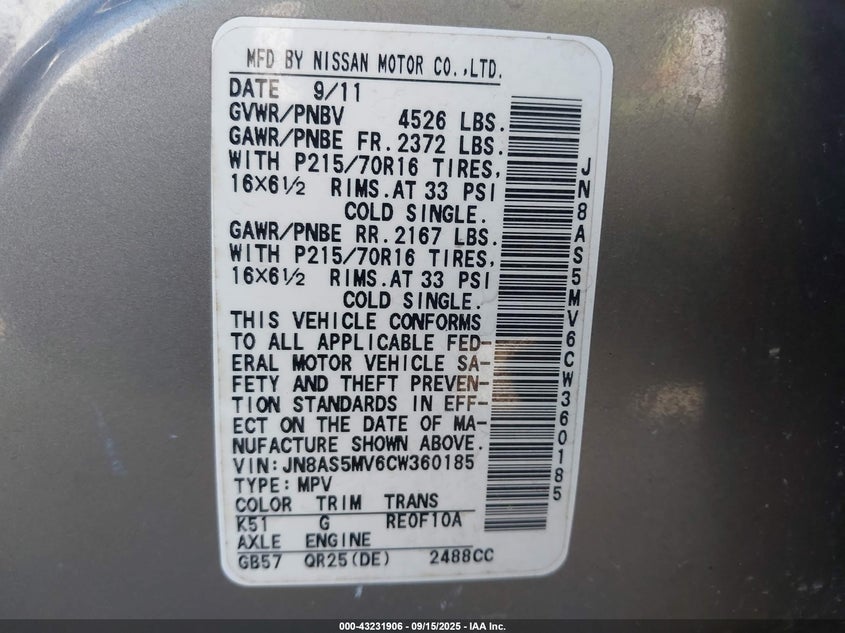 MFD BY NISSAN MOTOR CO.,LTD.
DATE 9/11
GVWR/PNBV 4526 LBS.
GAWR/PNBE FR.2372 LBS.
WITH P215/70R16 TIRES,
16X6½ RIMS.AT 33 PSI
COLD SINGLE.
GAWR/PNBE RR.2167 LBS.
WITH P215/70R16 TIRES,
16X6½ RIMS.AT 33 PSI
COLD SINGLE.
THIS VEHICLE CONFORMS
TO ALL APPLICABLE FED-
ERAL MOTOR VEHICLE SA-
FETY AND THEFT PREVEN-
TION STANDARDS IN EFF-
ECT ON THE DATE OF MA-
NUFACTURE SHOWN ABOVE.
VIN:JN8AS5MV6CW360185
TYPE:MPV
COLOR TRIM TRANS
K51 G RE0F10A
AXLE ENGINE
GB57 QR25(DE) 2488CC
JN8AS5MV6CW360185
000-43231906 - 09/15/2025 - IAA Inc.